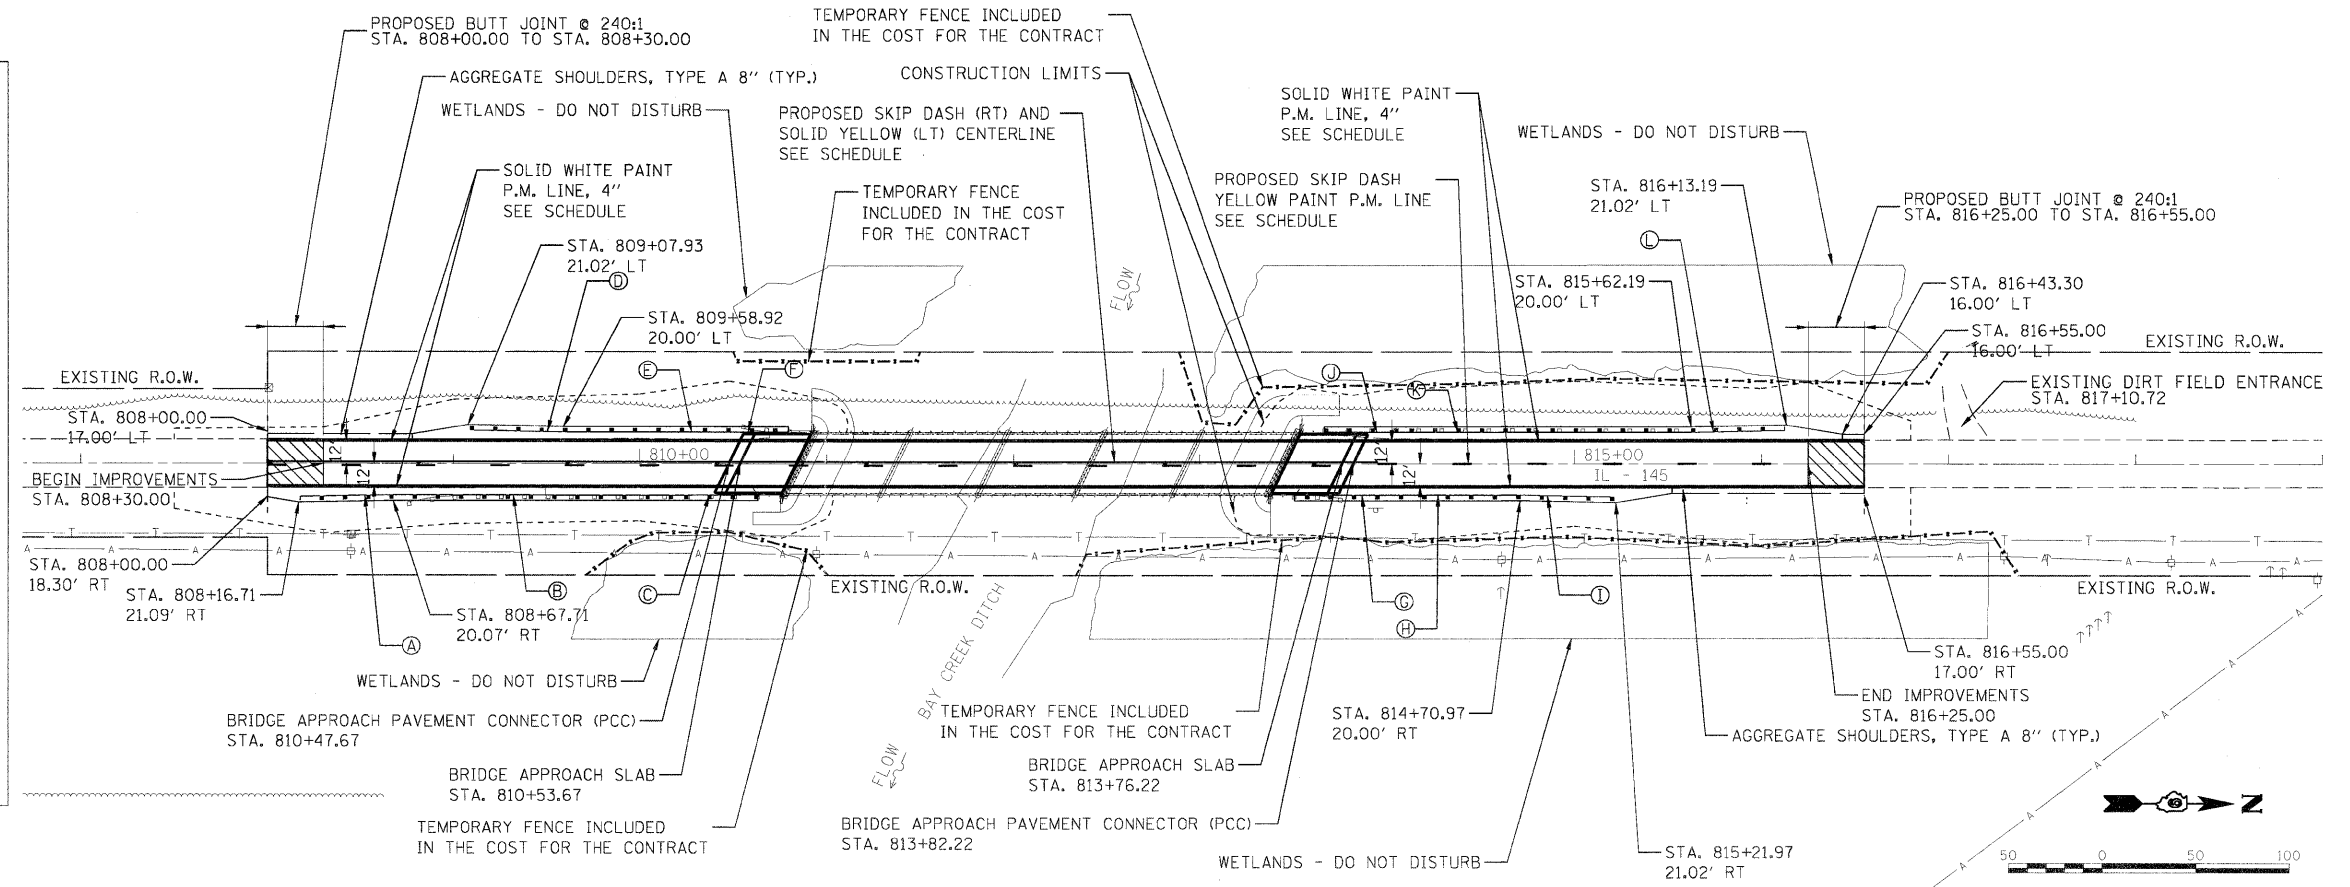 PROPOSED BUTT JOINT @ 240:1
STA. 808+00.00 TO STA. 808+30.00
TEMPORARY FENCE INCLUDED
IN THE COST FOR THE CONTRACT
AGGREGATE SHOULDERS, TYPE A 8" (TYP.)
CONSTRUCTION LIMITS
WETLANDS - DO NOT DISTURB
PROPOSED SKIP DASH (RT) AND
SOLID YELLOW (LT) CENTERLINE
SEE SCHEDULE
SOLID WHITE PAINT
P.M. LINE, 4"
SEE SCHEDULE
WETLANDS - DO NOT DISTURB
SOLID WHITE PAINT
P.M. LINE, 4"
SEE SCHEDULE
TEMPORARY FENCE
INCLUDED IN THE COST
FOR THE CONTRACT
PROPOSED SKIP DASH
YELLOW PAINT P.M. LINE
SEE SCHEDULE
STA. 816+13.19
21.02' LT
PROPOSED BUTT JOINT @ 240:1
STA. 816+25.00 TO STA. 816+55.00
STA. 809+07.93
21.02' LT
D
L
FLOW
STA. 815+62.19
20.00' LT
STA. 816+43.30
16.00' LT
STA. 809+58.92
20.00' LT
STA. 816+55.00
16.00' LT
EXISTING R.O.W.
EXISTING R.O.W.
E
F
J
K
EXISTING DIRT FIELD ENTRANCE
STA. 817+10.72
STA. 808+00.00
17.00' LT
12'
12'
810+00
12'
12'
815+00
IL - 145
BEGIN IMPROVEMENTS
STA. 808+30.00
T T T T T T T T T T T T T T T T
A A A A A A A A A A A A A A A A
STA. 808+00.00
18.30' RT
STA. 808+16.71
21.09' RT
B
C
EXISTING R.O.W.
G
I
EXISTING R.O.W.
STA. 808+67.71
20.07' RT
H
A
BAY CREEK DITCH
STA. 816+55.00
17.00' RT
WETLANDS - DO NOT DISTURB
END IMPROVEMENTS
STA. 816+25.00
BRIDGE APPROACH PAVEMENT CONNECTOR (PCC)
STA. 810+47.67
TEMPORARY FENCE INCLUDED
IN THE COST FOR THE CONTRACT
STA. 814+70.97
20.00' RT
AGGREGATE SHOULDERS, TYPE A 8" (TYP.)
FLOW
BRIDGE APPROACH SLAB
STA. 810+53.67
BRIDGE APPROACH SLAB
STA. 813+76.22
TEMPORARY FENCE INCLUDED
IN THE COST FOR THE CONTRACT
BRIDGE APPROACH PAVEMENT CONNECTOR (PCC)
STA. 813+82.22
WETLANDS - DO NOT DISTURB
STA. 815+21.97
21.02' RT
A
A
A
A
A
A
N
50 0 50 100